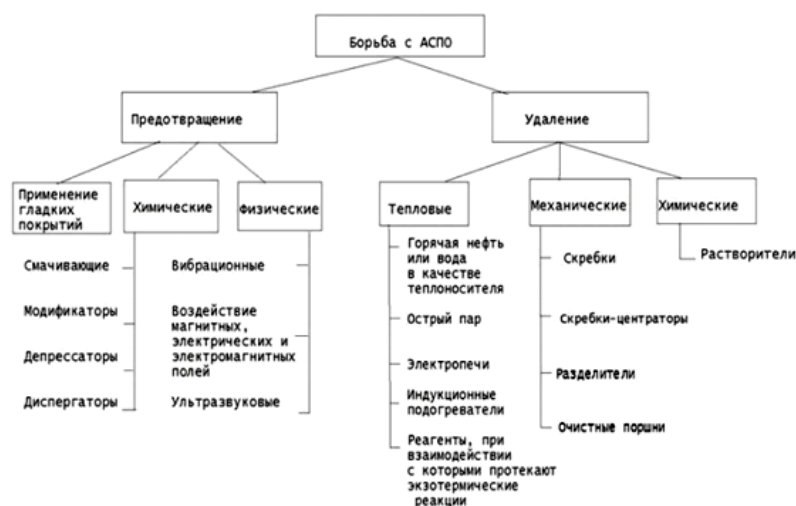 Борьба с АСПО
Предотвращение
Удаление
Применение
гладких
покрытий
Химические
Физические
Тепловые
Механические
Химические
Смачивающие
Модификаторы
Депрессаторы
Диспергаторы
Вибрационные
Воздействие
магнитных,
электрических и
электромагнитных
полей
Ультразвуковые
Горячая нефть
или вода
в качестве
теплоносителя
Острый пар
Электропечи
Индукционные
подогреватели
Реагенты, при
взаимодействии
с которыми протекают
экзотермические
реакции
Скребки
Скребки-центраторы
Разделители
Очистные поршни
Растворители